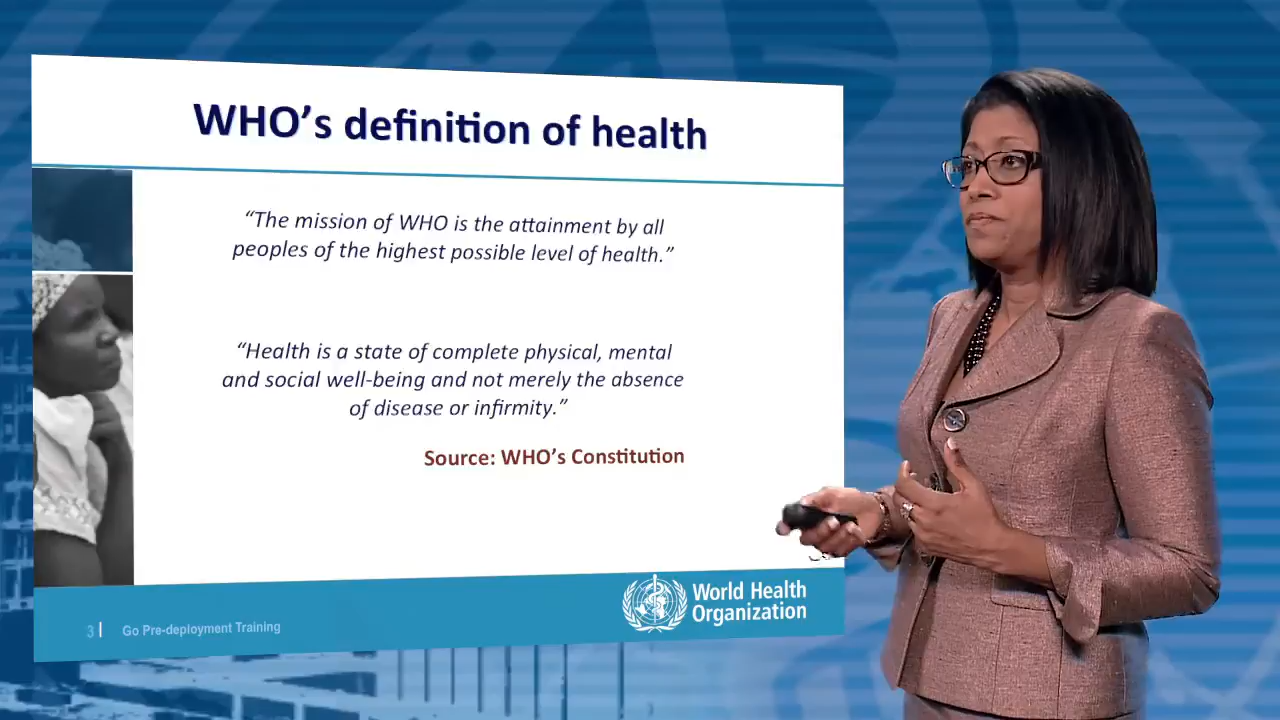 WHO’s definition of health
“The mission of WHO is the attainment by all
peoples of the highest possible level of health.”
“Health is a state of complete physical, mental
and social well-being and not merely the absence
of disease or infirmity.”
Source: WHO’s Constitution
World Health
Organization
3 Go Pre-deployment Training